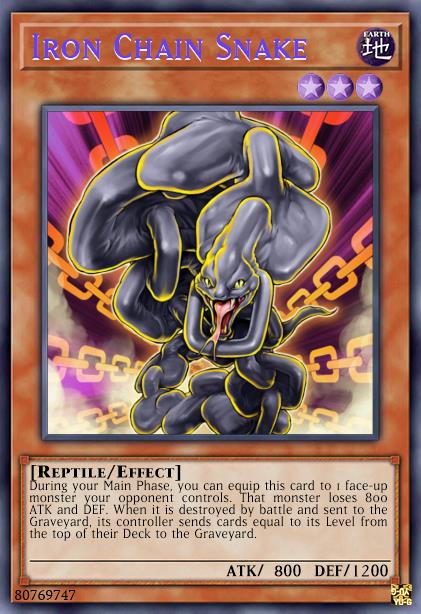 Iron Chain Snake
EARTH
地
[Reptile/Effect]
During your Main Phase, you can equip this card to 1 face-up
monster your opponent controls. That monster loses 800
ATK and DEF. When it is destroyed by battle and sent to the
Graveyard, its controller sends cards equal to its Level from
the top of their Deck to the Graveyard.
ATK/ 800 DEF/1200
80769747